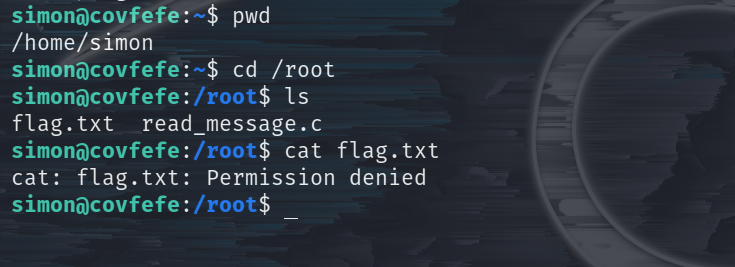 simon@covfefe:~$ pwd
/home/simon
simon@covfefe:~$ cd /root
simon@covfefe:/root$ ls
flag.txt  read_message.c
simon@covfefe:/root$ cat flag.txt
cat: flag.txt: Permission denied
simon@covfefe:/root$ _